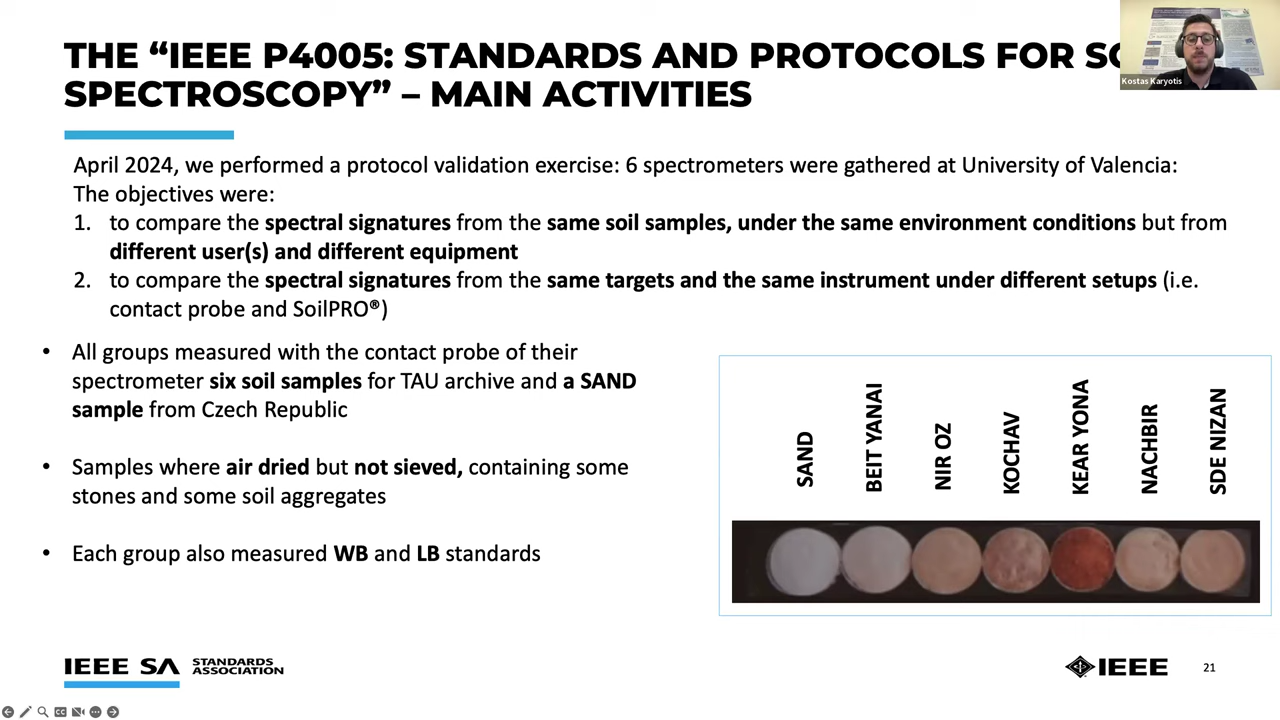 THE “IEEE P4005: STANDARDS AND PROTOCOLS FOR
SPECTROSCOPY” – MAIN ACTIVITIES
Kostas Karyotis
April 2024, we performed a protocol validation exercise: 6 spectrometers were gathered at University of Valencia:
The objectives were:
1. to compare the spectral signatures from the same soil samples, under the same environment conditions but from
different user(s) and different equipment
2. to compare the spectral signatures from the same targets and the same instrument under different setups (i.e.
contact probe and SoilPRO®)
• All groups measured with the contact probe of their
spectrometer six soil samples for TAU archive and a SAND
sample from Czech Republic
• Samples where air dried but not sieved, containing some
stones and some soil aggregates
• Each group also measured WB and LB standards
SAND
BEIT YANAI
NIR OZ
KOCHAV
KEAR YONA
NACHBIR
SDE NIZAN
IEEE SA STANDARDS
ASSOCIATION
IEEE
21